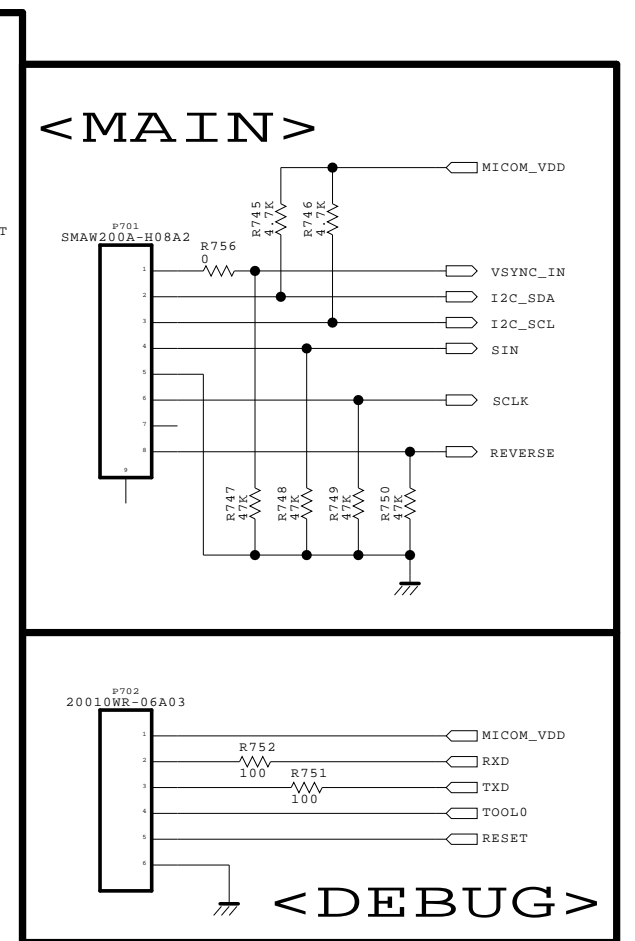 <MAIN>
MICOM_VDD
R745
4.7K
R746
4.7K
T
P701
SMAW200A-H08A2
R756
0
1
VSYNC_IN
2
I2C_SDA
3
I2C_SCL
4
SIN
5
6
SCLK
7
8
REVERSE
9
R747
47K
R748
47K
R749
47K
R750
47K
P702
20010WR-06A03
1
MICOM_VDD
R752
2
RXD
100
R751
3
TXD
100
4
TOOL0
5
RESET
6
<DEBUG>